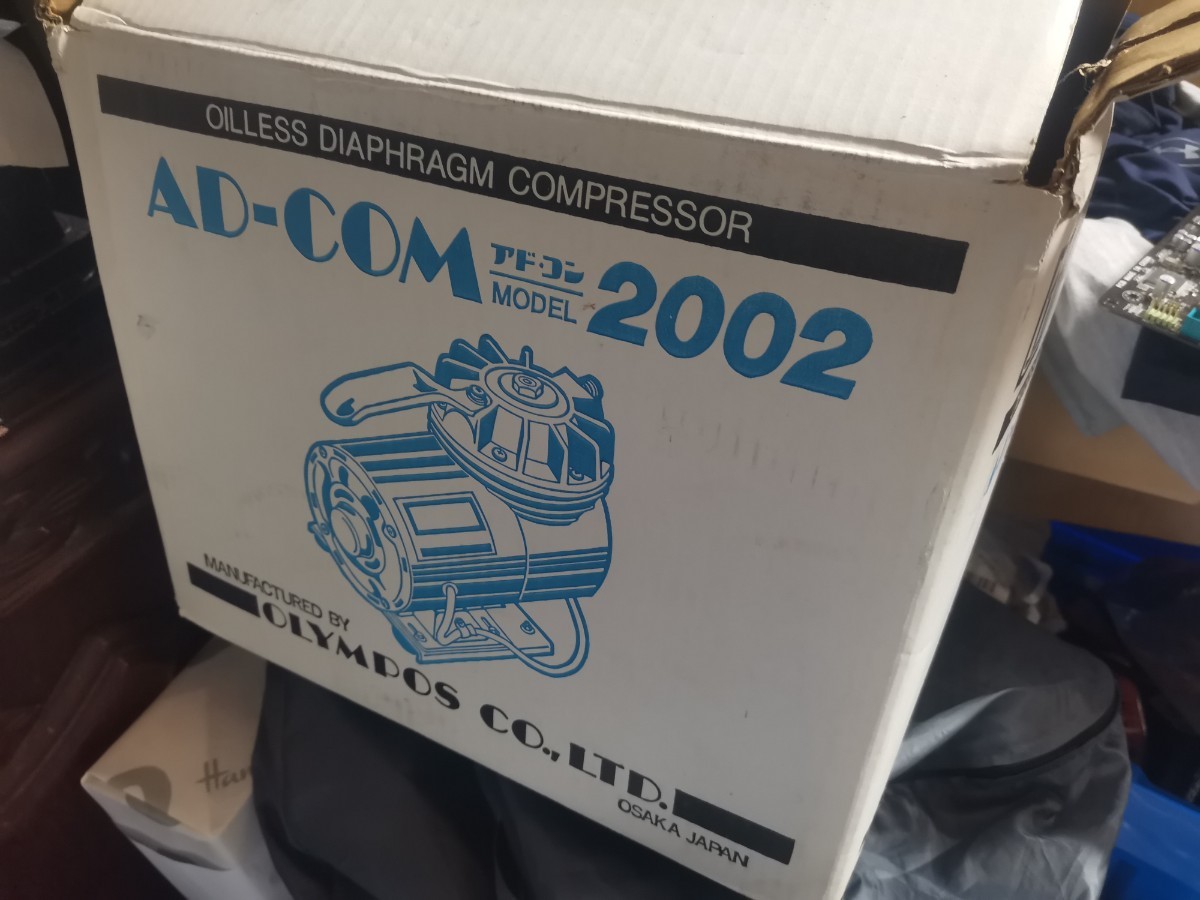 OILLESS DIAPHRAGM COMPRESSOR
AD-COM アド・コン MODEL 2002
MANUFACTURED BY
OLYMPOS CO., LTD.
OSAKA JAPAN